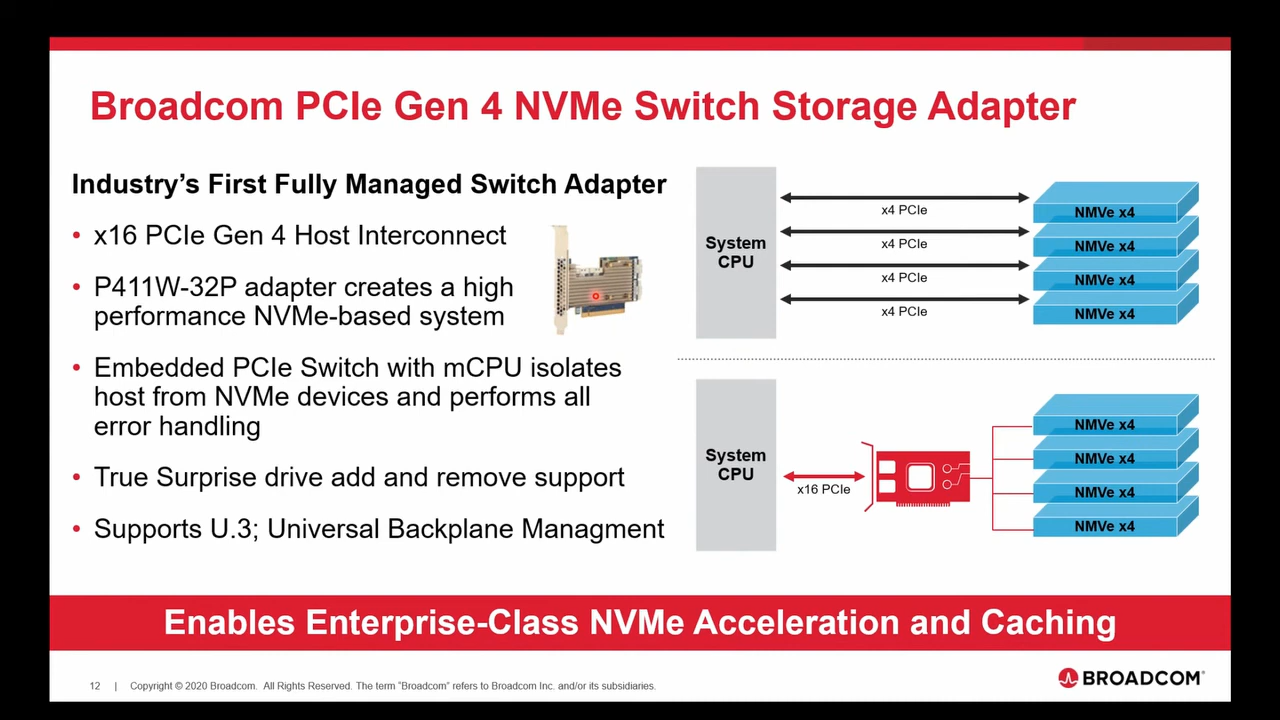 Broadcom PCIe Gen 4 NVMe Switch Storage Adapter
Industry's First Fully Managed Switch Adapter
• x16 PCIe Gen 4 Host Interconnect
• P411W-32P adapter creates a high
performance NVMe-based system
• Embedded PCIe Switch with mCPU isolates
host from NVMe devices and performs all
error handling
• True Surprise drive add and remove support
• Supports U.3; Universal Backplane Managment
System
CPU
x4 PCIe
x4 PCIe
x4 PCIe
x4 PCIe
NMVe x4
NMVe x4
NMVe x4
NMVe x4
System
CPU
x16 PCIe
NMVe x4
NMVe x4
NMVe x4
NMVe x4
Enables Enterprise-Class NVMe Acceleration and Caching
12 | Copyright © 2020 Broadcom. All Rights Reserved. The term "Broadcom" refers to Broadcom Inc. and/or its subsidiaries.
BROADCOM®